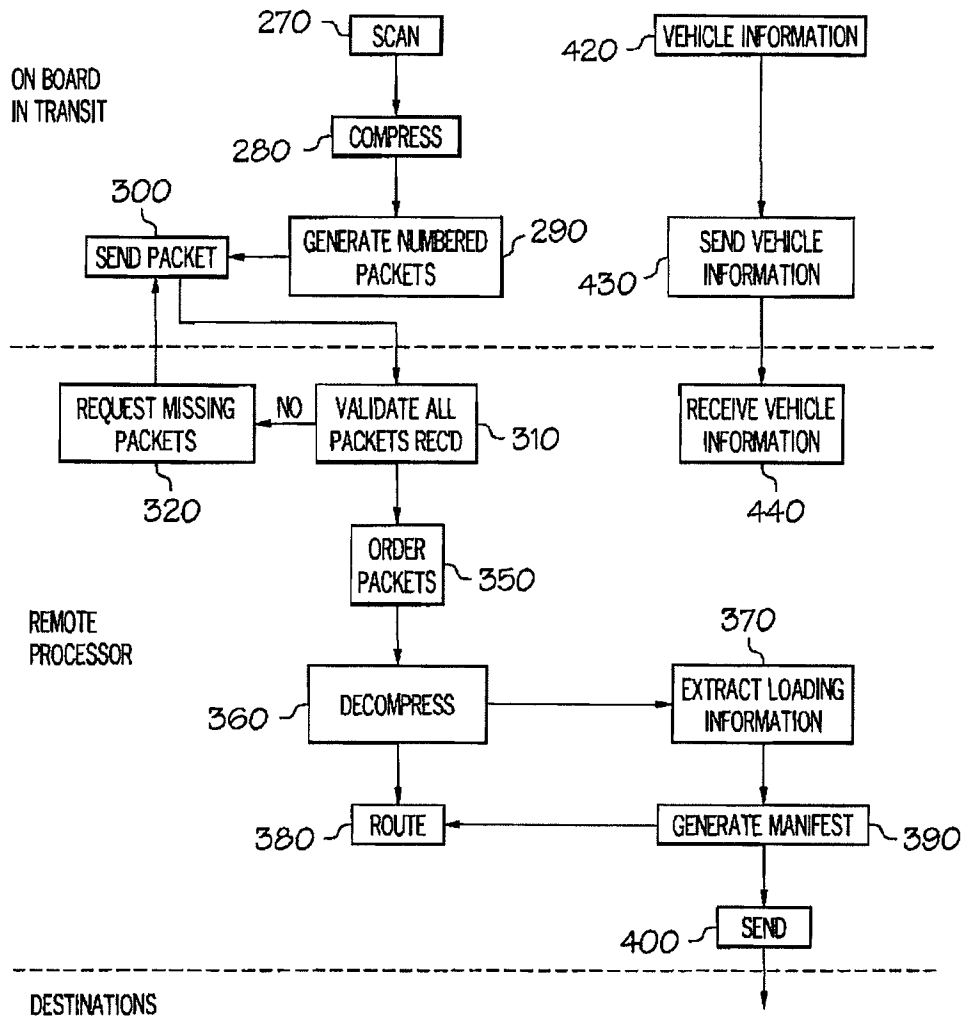 270
SCAN
420
VEHICLE INFORMATION
ON BOARD
IN TRANSIT
280
COMPRESS
300
SEND PACKET
GENERATE NUMBERED
PACKETS
290
430
SEND VEHICLE
INFORMATION
REQUEST MISSING
PACKETS
320
NO
VALIDATE ALL
PACKETS REC'D
310
RECEIVE VEHICLE
INFORMATION
440
ORDER
PACKETS
350
REMOTE
PROCESSOR
360
DECOMPRESS
370
EXTRACT LOADING
INFORMATION
380
ROUTE
GENERATE MANIFEST
390
400
SEND
DESTINATIONS